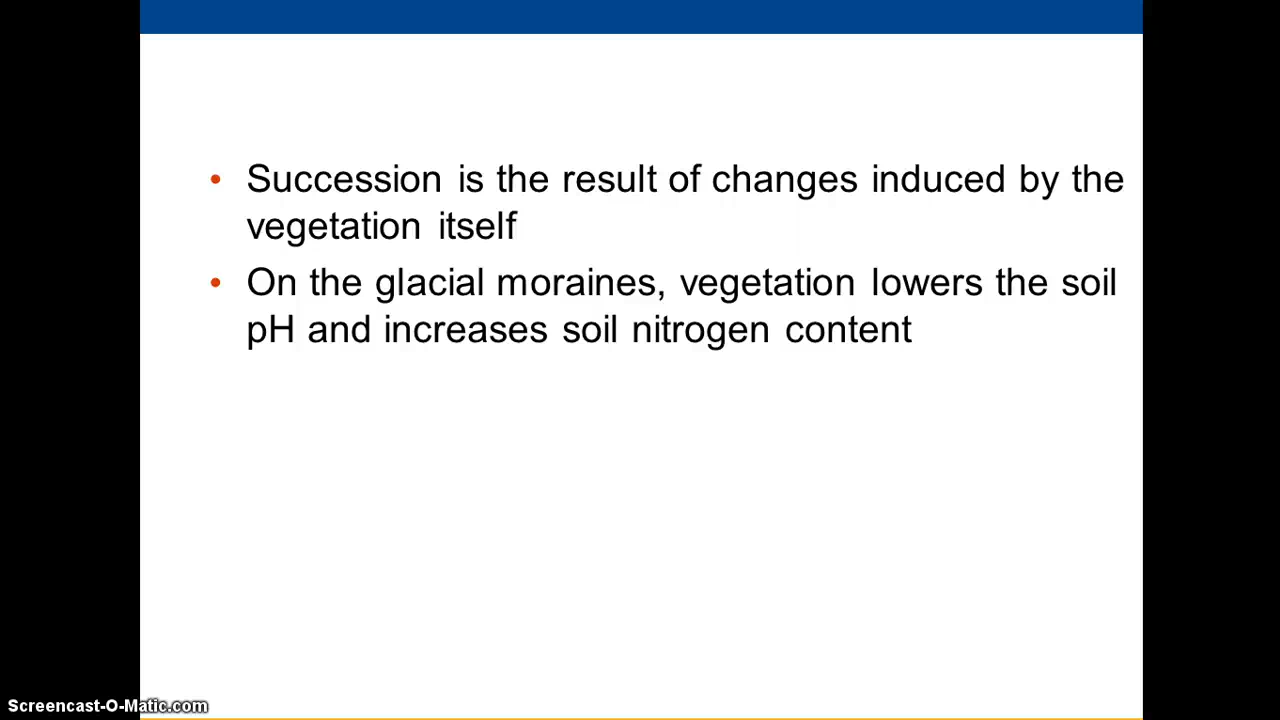 • Succession is the result of changes induced by the
vegetation itself
• On the glacial moraines, vegetation lowers the soil
pH and increases soil nitrogen content
Screencast-O-Matic.com